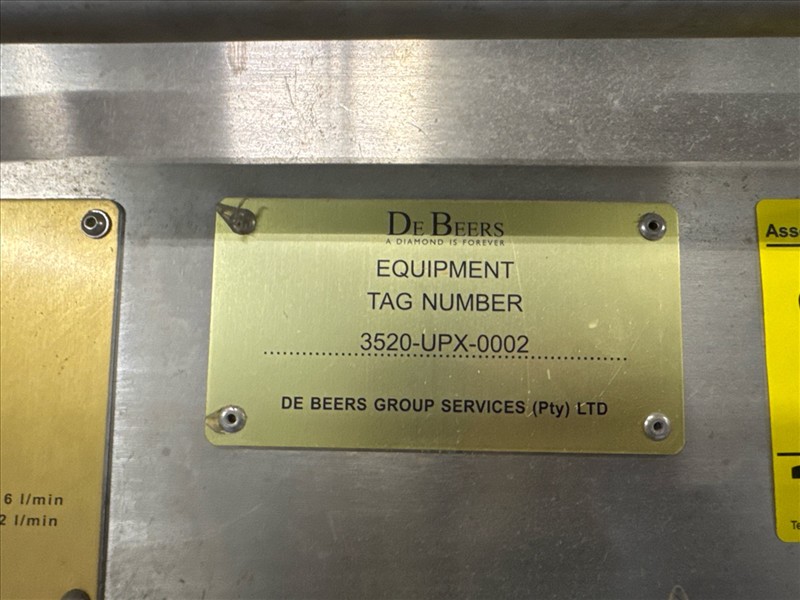 DE BEERS
A DIAMOND IS FOREVER
EQUIPMENT
TAG NUMBER
3520-UPX-0002
DE BEERS GROUP SERVICES (Pty) LTD
6 l/min
2 l/min